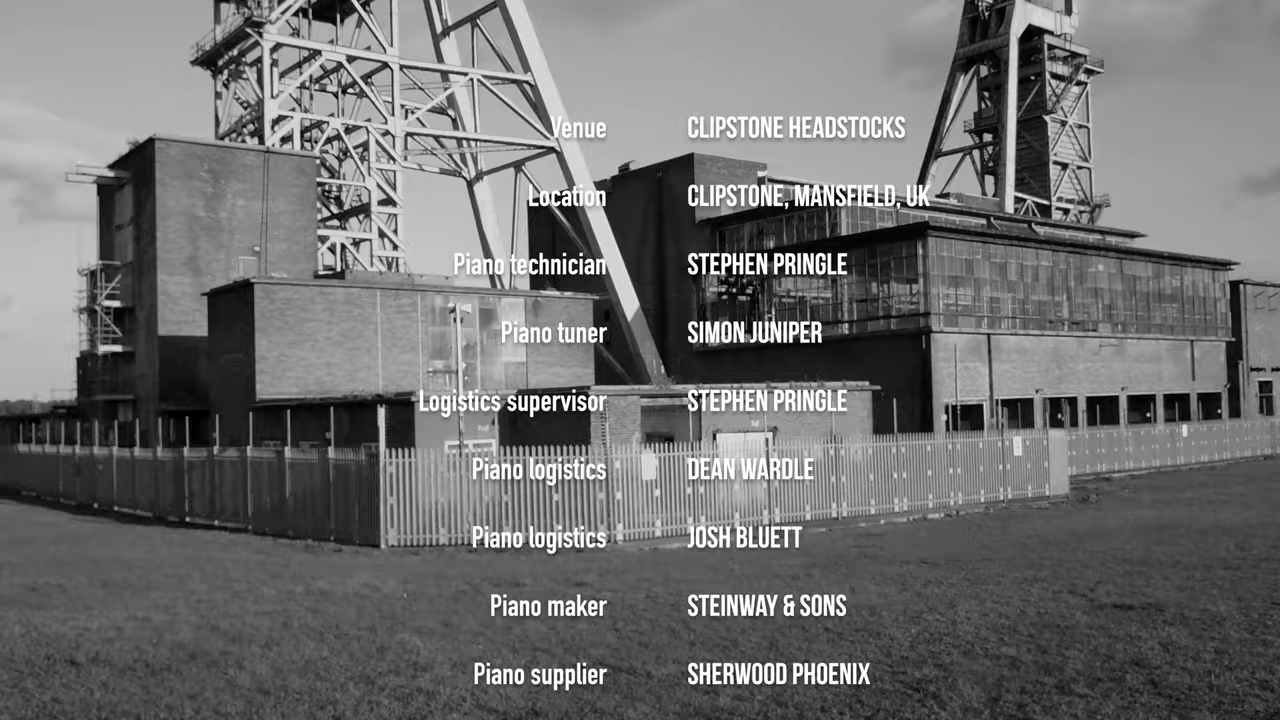 Venue CLIPSTONE HEADSTOCKS
Location CLIPSTONE, MANSFIELD, UK
Piano technician STEPHEN PRINGLE
Piano tuner SIMON JUNIPER
Logistics supervisor STEPHEN PRINGLE
Piano logistics DEAN WARDLE
Piano logistics JOSH BLUETT
Piano maker STEINWAY & SONS
Piano supplier SHERWOOD PHOENIX